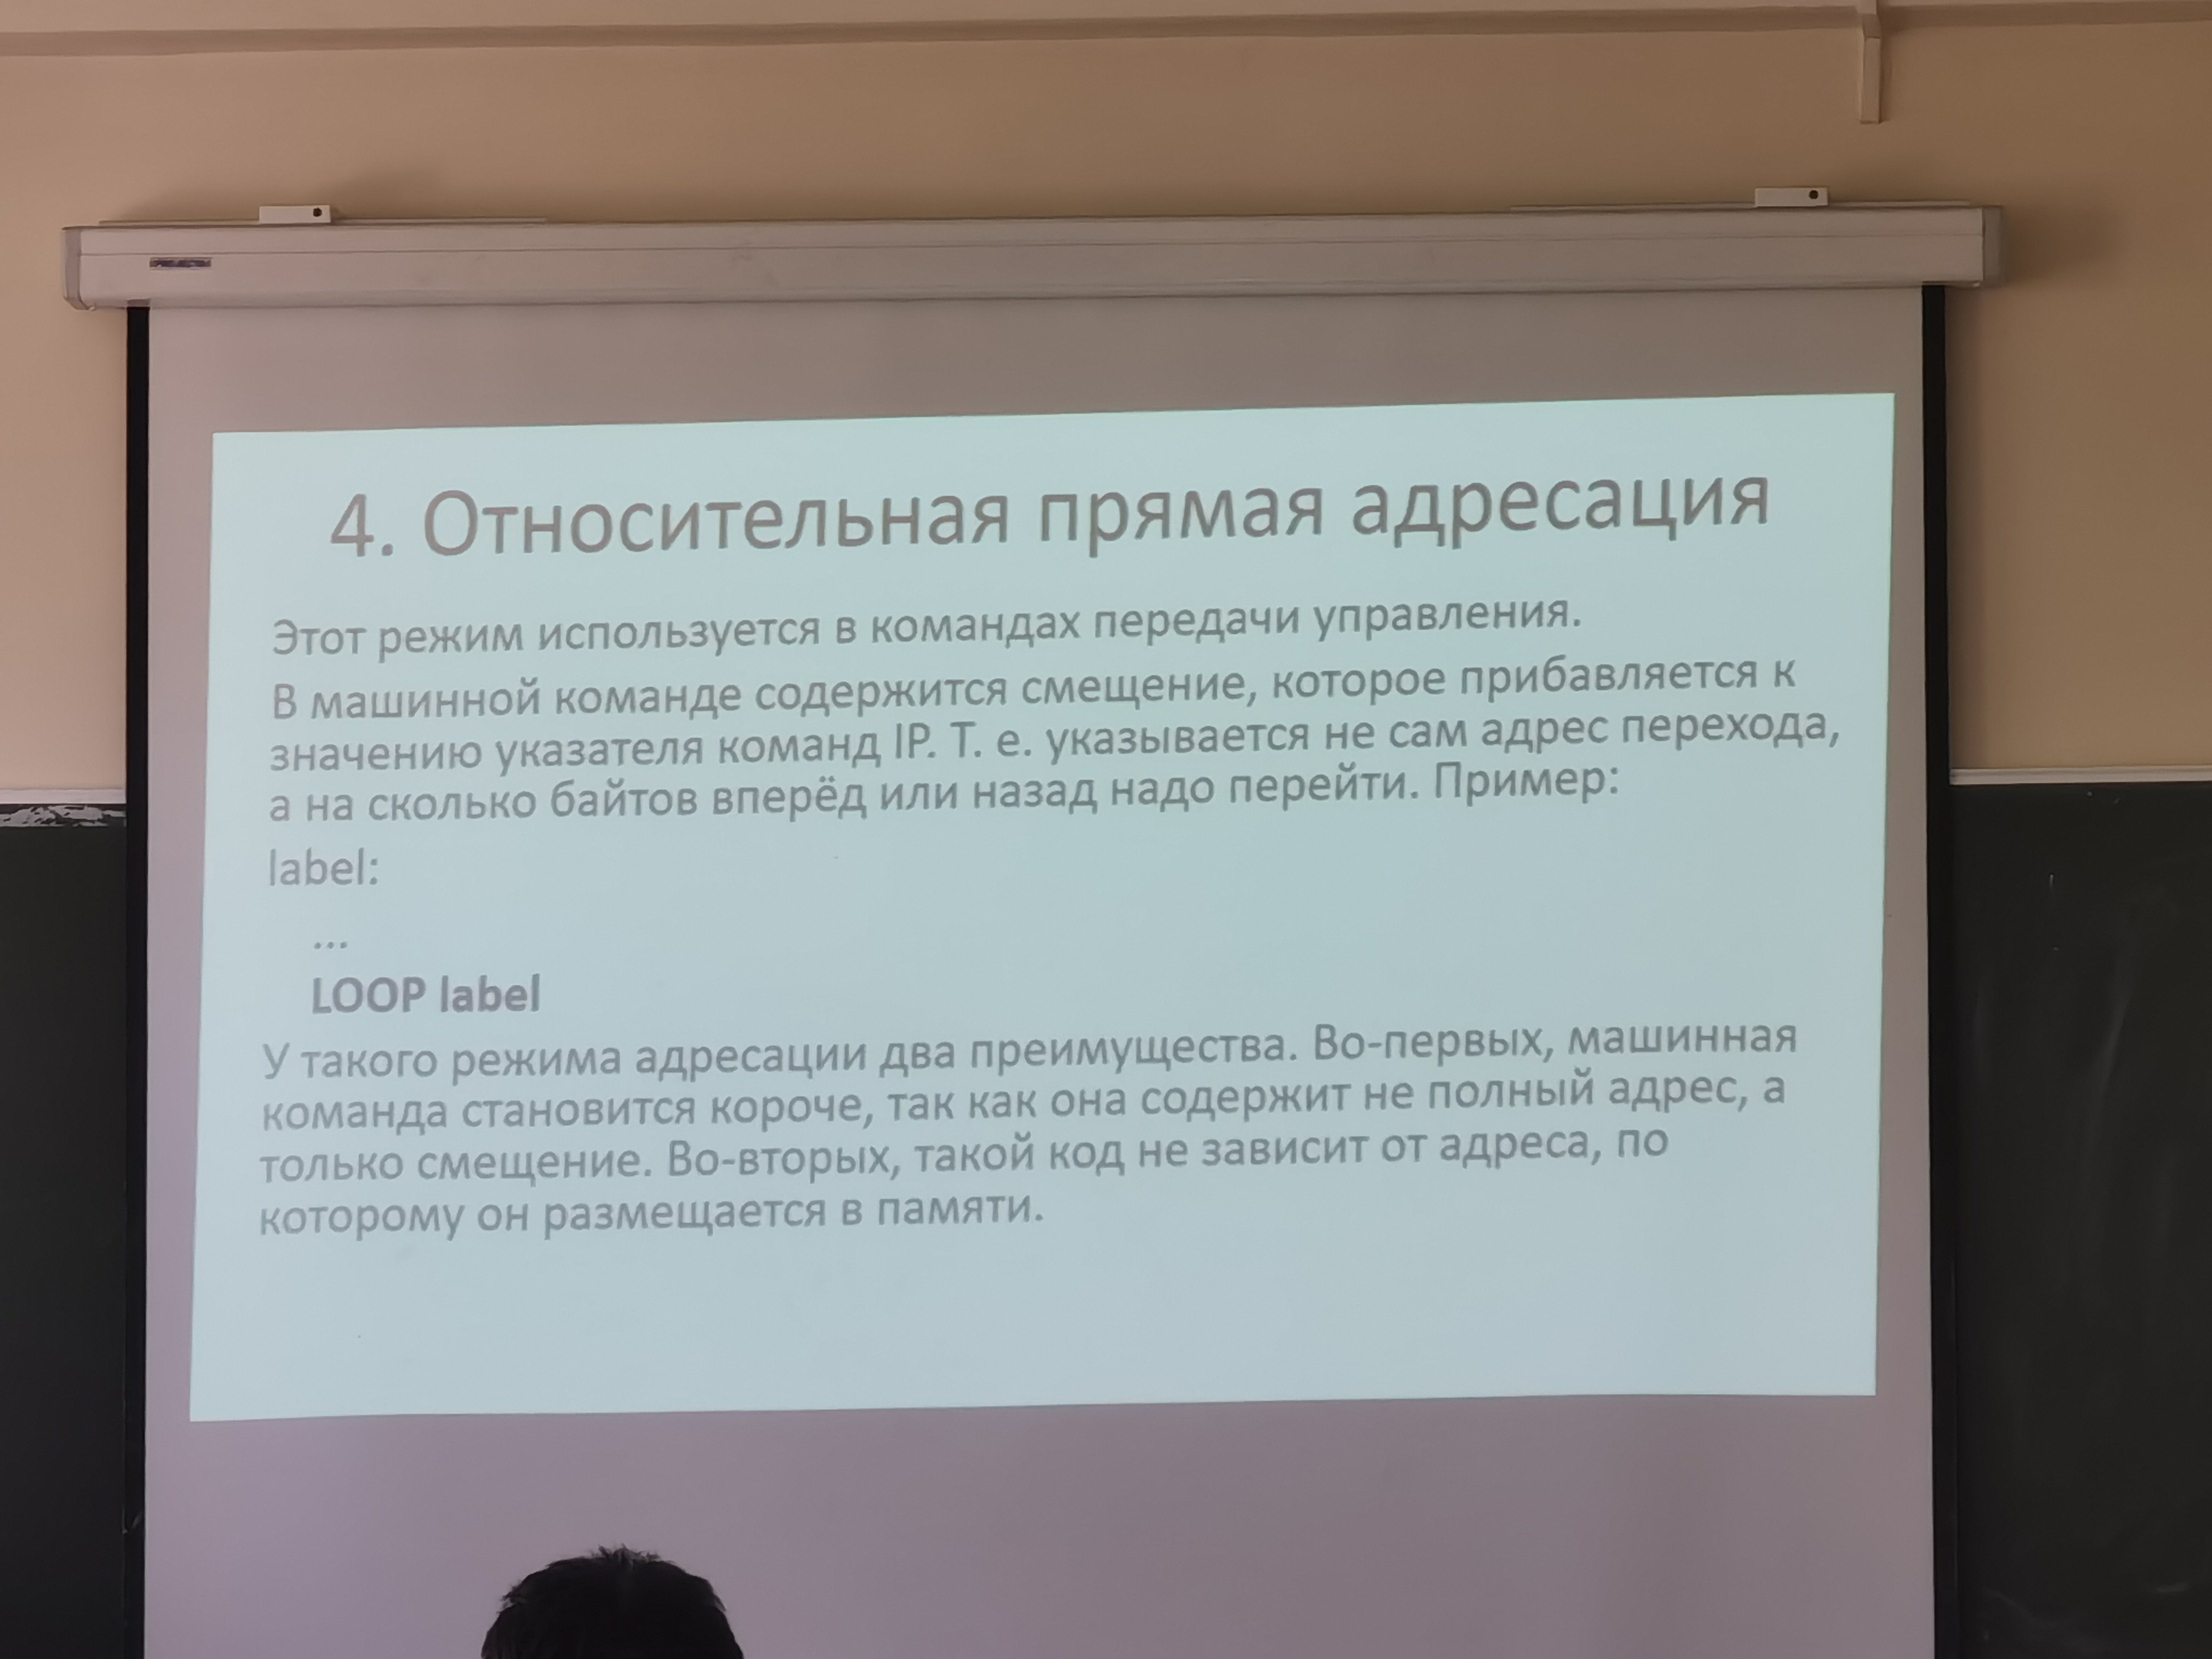 4. Относительная прямая адресация
Этот режим используется в командах передачи управления.
В машинной команде содержится смещение, которое прибавляется к
значению указателя команд IP. Т. е. указывается не сам адрес перехода,
а на сколько байтов вперёд или назад надо перейти. Пример:
label:
...
LOOP label
У такого режима адресации два преимущества. Во-первых, машинная
команда становится короче, так как она содержит не полный адрес, а
только смещение. Во-вторых, такой код не зависит от адреса, по
которому он размещается в памяти.